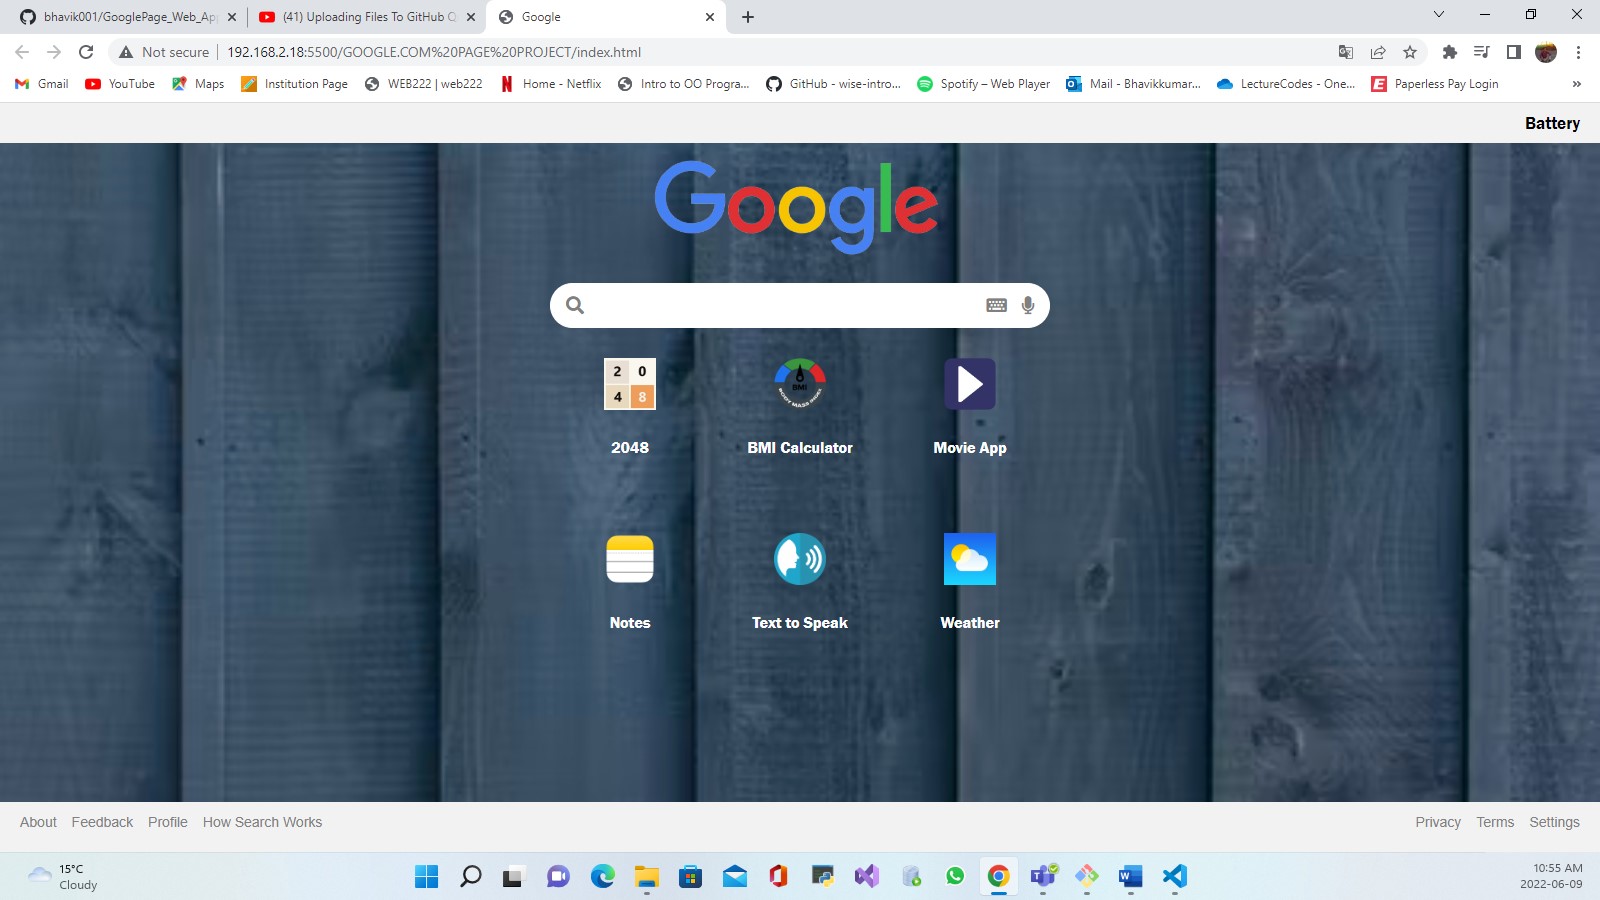 bhavik001/GooglePage_Web_Ap
(41) Uploading Files To GitHub Q
Google
Not secure
192.168.2.18:5500/GOOGLE.COM%20PAGE%20PROJECT/index.html
Gmail
YouTube
Maps
Institution Page
WEB222 | web222
Home - Netflix
Intro to OO Progra...
GitHub - wise-intro...
Spotify – Web Player
Mail - Bhavikkumar...
LectureCodes - One...
Paperless Pay Login
»
Battery
Google
2 0
4 8
BMI
BODY MASS INDEX
2048
BMI Calculator
Movie App
Notes
Text to Speak
Weather
About
Feedback
Profile
How Search Works
Privacy
Terms
Settings
15°C
Cloudy
10:55 AM
2022-06-09